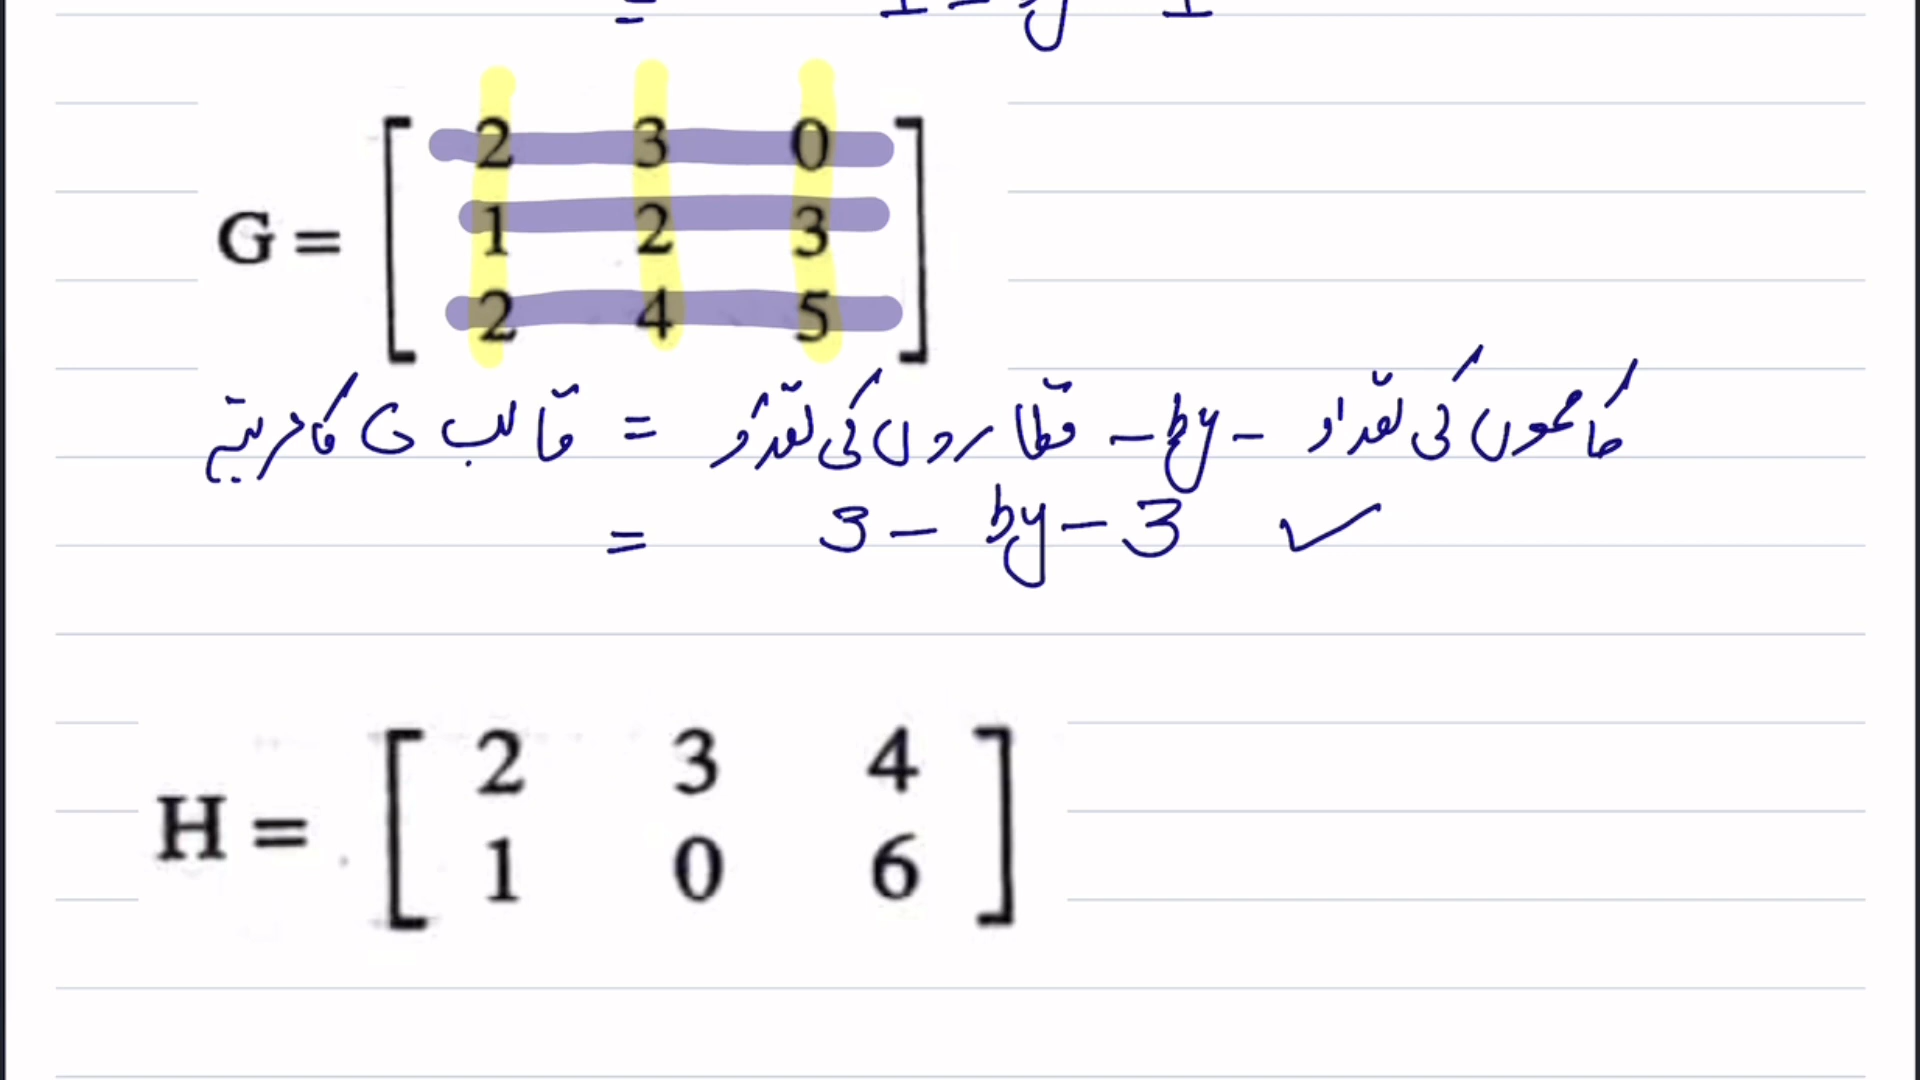 G = [ 2 3 0
1 2 3
2 4 5 ]
قالب G کا مرتبہ = قطاروں کی تعداد - by - کالموں کی تعداد
= 3 - by - 3 ✓
H = [ 2 3 4
1 0 6 ]